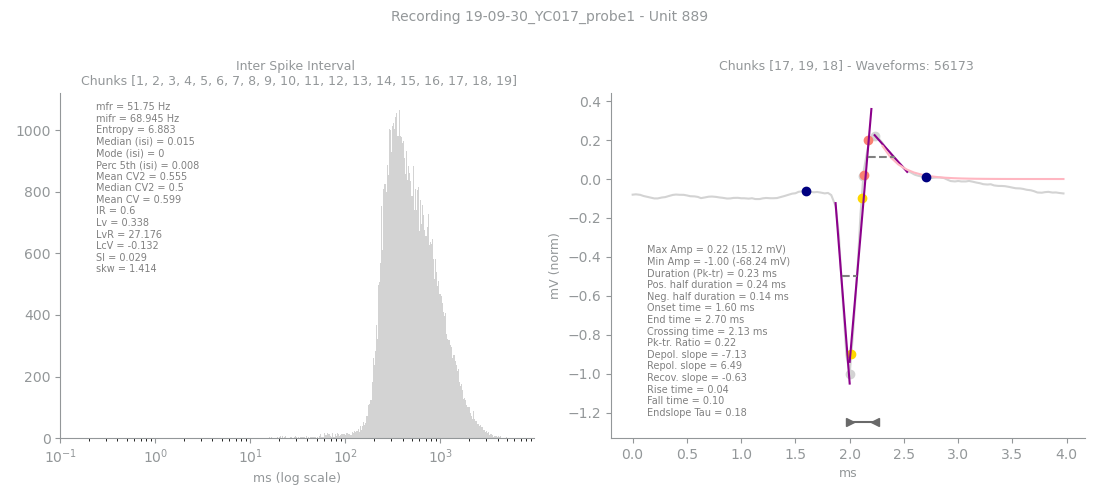 Recording 19-09-30_YC017_probe1 - Unit 889
Inter Spike Interval
Chunks [1, 2, 3, 4, 5, 6, 7, 8, 9, 10, 11, 12, 13, 14, 15, 16, 17, 18, 19]
mfr = 51.75 Hz
mifr = 68.945 Hz
Entropy = 6.883
Median (isi) = 0.015
Mode (isi) = 0
Perc 5th (isi) = 0.008
Mean CV2 = 0.555
Median CV2 = 0.5
Mean CV = 0.599
IR = 0.6
Lv = 0.338
LvR = 27.176
LcV = -0.132
SI = 0.029
skw = 1.414
1000
800
600
400
200
0
10⁻¹ 10⁰ 10¹ 10² 10³
ms (log scale)
Chunks [17, 19, 18] - Waveforms: 56173
0.4
0.2
0.0
−0.2
−0.4
−0.6
−0.8
−1.0
−1.2
mV (norm)
Max Amp = 0.22 (15.12 mV)
Min Amp = -1.00 (-68.24 mV)
Duration (Pk-tr) = 0.23 ms
Pos. half duration = 0.24 ms
Neg. half duration = 0.14 ms
Onset time = 1.60 ms
End time = 2.70 ms
Crossing time = 2.13 ms
Pk-tr. Ratio = 0.22
Depol. slope = -7.13
Repol. slope = 6.49
Recov. slope = -0.63
Rise time = 0.04
Fall time = 0.10
Endslope Tau = 0.18
0.0 0.5 1.0 1.5 2.0 2.5 3.0 3.5 4.0
ms